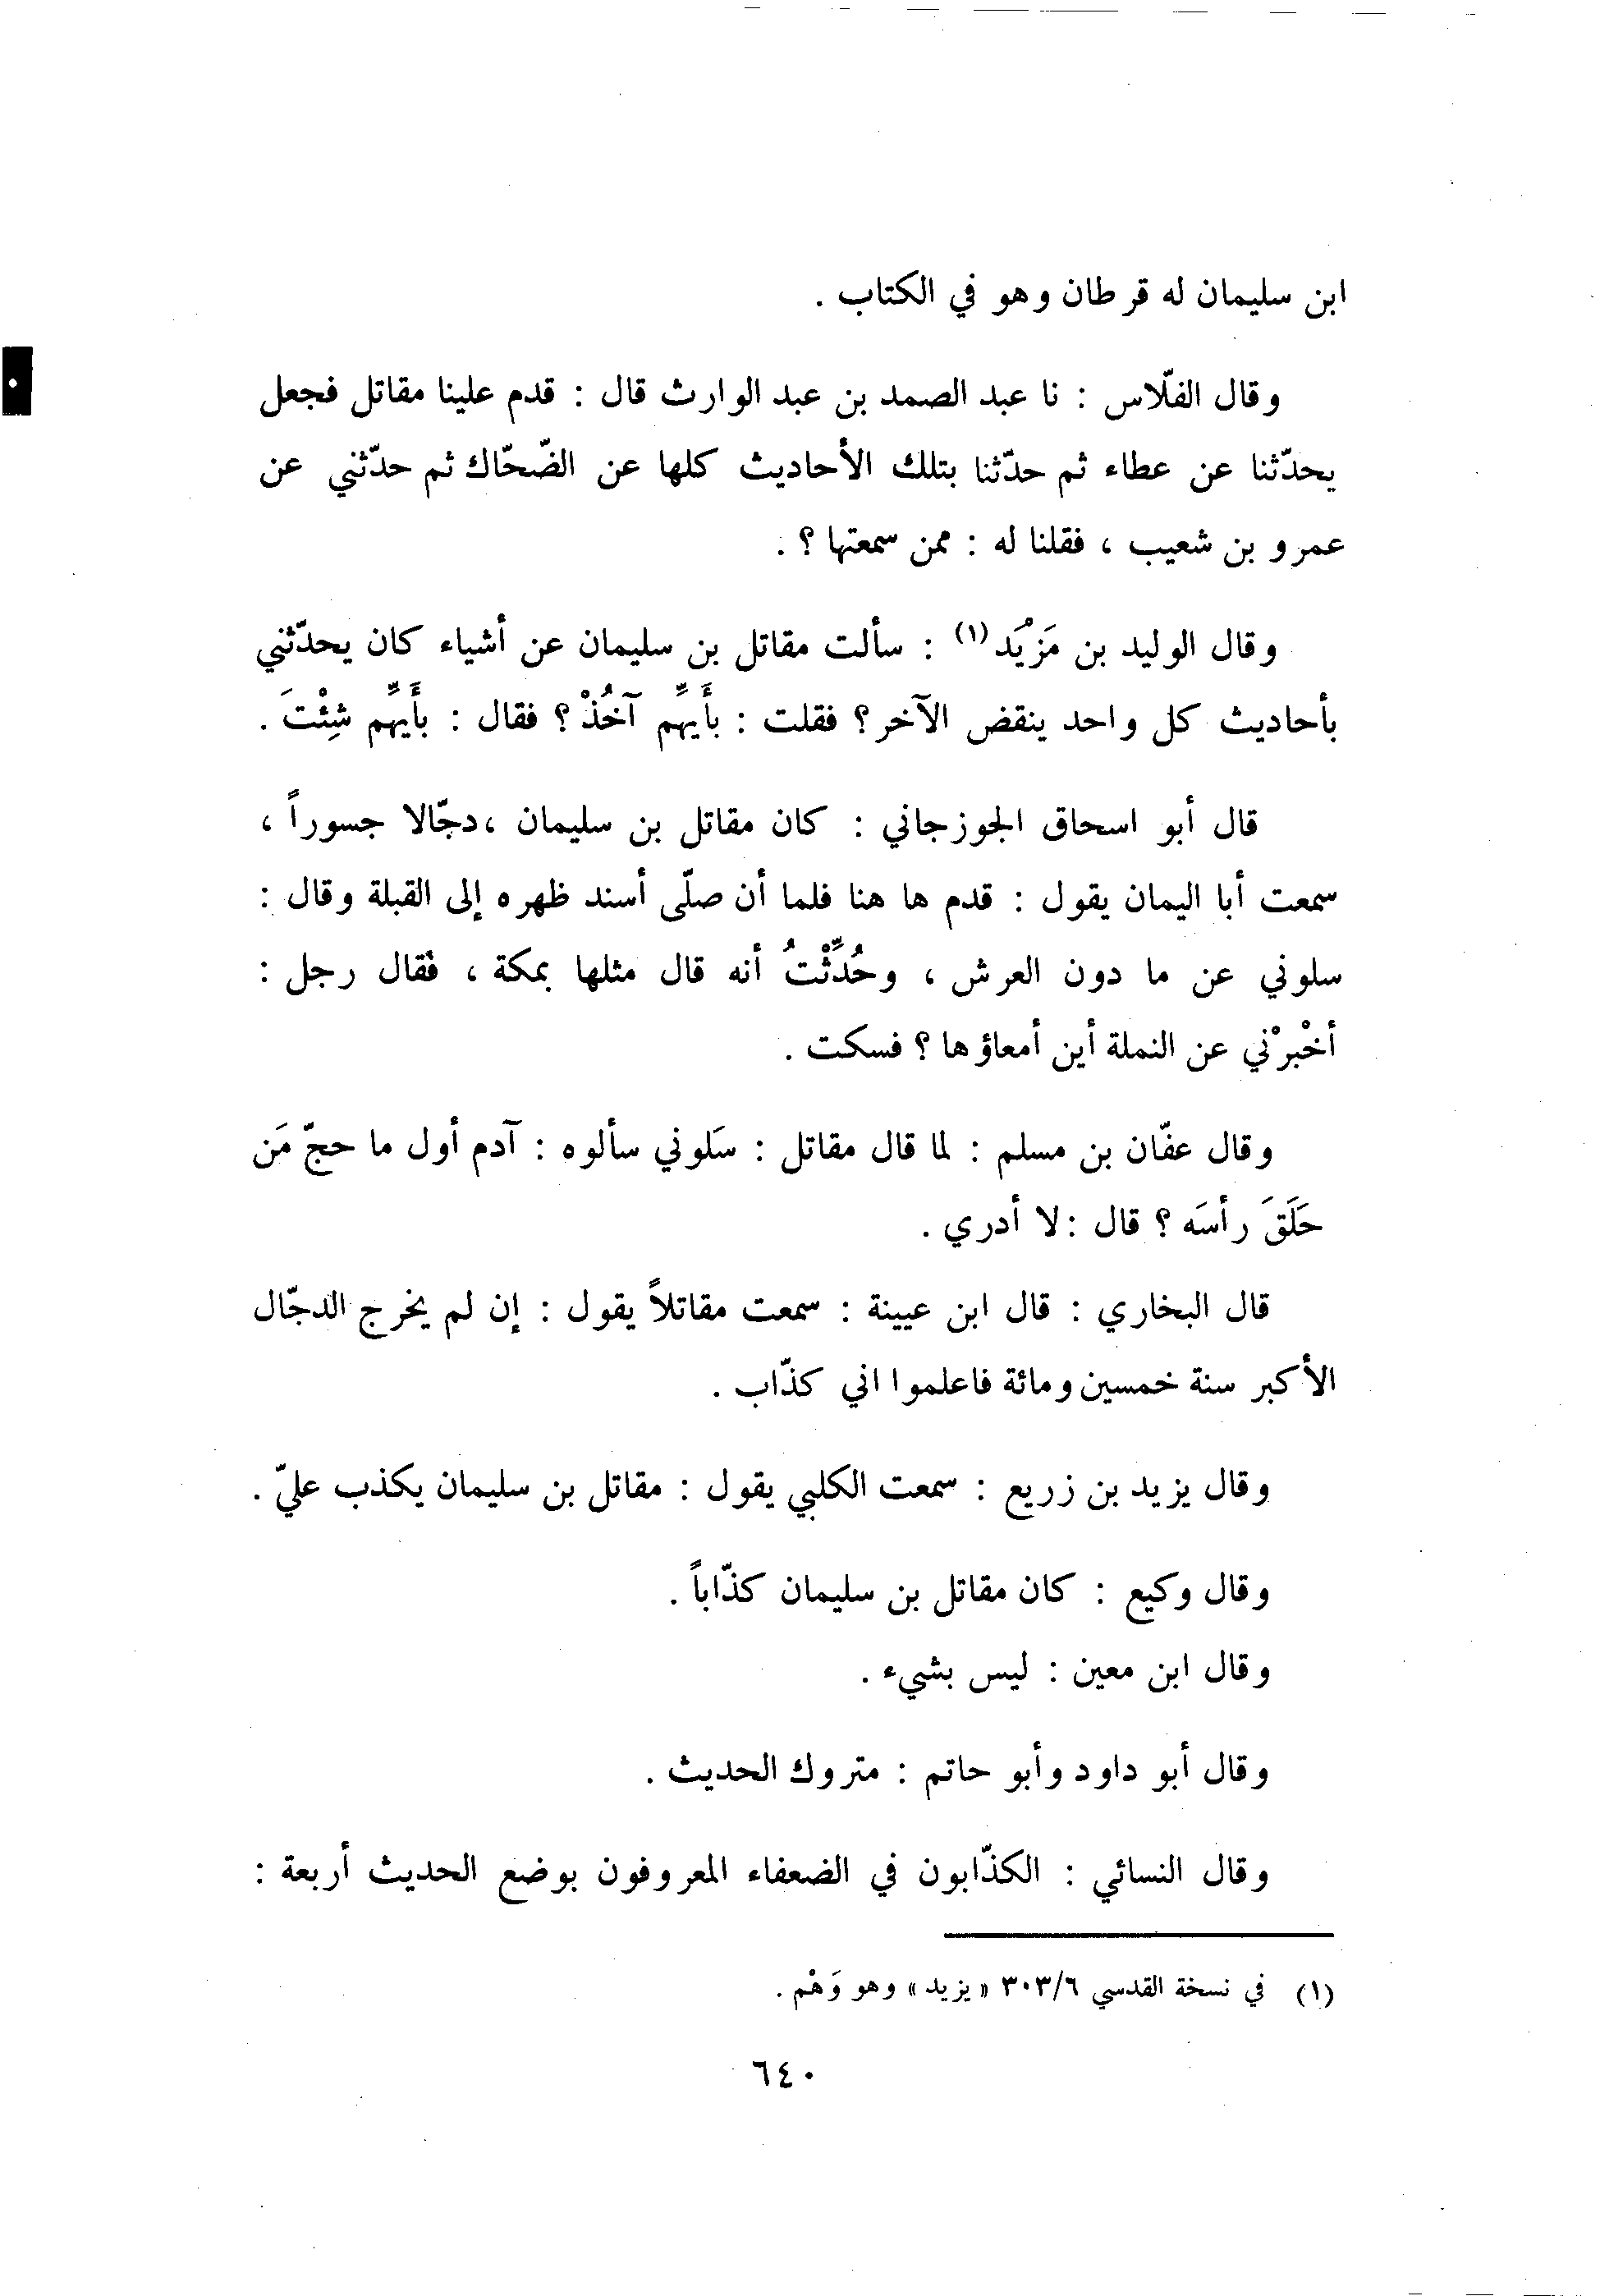 ابن سليمان له قرطان وهو في الكتاب .
وقال الفلّاس : نا عبد الصمد بن عبد الوارث قال : قدم علينا مقاتل فجعل
يحدّثنا عن عطاء ثم حدّثنا بتلك الأحاديث كلها عن الضّحّاك ثم حدّثني عن
عمرو بن شعيب ، فقلنا له : ممن سمعتها ؟ .
وقال الوليد بن مَزْيَد(١) : سألت مقاتل بن سليمان عن أشياء كان يحدّثني
بأحاديث كل واحد ينقض الآخر؟ فقلت : بأَيِّهِّم آخُذْ ؟ فقال : بأَيِّهِّم شِئْتَ .
قال أبو اسحاق الجوزجاني : كان مقاتل بن سليمان ،دجّالا جسوراً ،
سمعت أبا اليمان يقول : قدم ها هنا فلما أن صلّى أسند ظهره إلى القبلة وقال :
سلوني عن ما دون العرش ، وحُدِّثْتُ أنه قال مثلها بمكة ، فقال رجل :
أخْبرْني عن النملة أين أمعاؤها ؟ فسكت .
وقال عفّان بن مسلم : لما قال مقاتل : سَلوني سألوه : آدم أول ما حجّ مَن
حَلَقَ رأسَه ؟ قال :لا أدري .
قال البخاري : قال ابن عيينة : سمعت مقاتلاً يقول : إن لم يخرج الدجّال
الأكبر سنة خمسين ومائة فاعلموا اني كذّاب .
وقال يزيد بن زريع : سمعت الكلبي يقول : مقاتل بن سليمان يكذب عليّ .
وقال وكيع : كان مقاتل بن سليمان كذّاباً .
وقال ابن معين : ليس بشيء .
وقال أبو داود وأبو حاتم : متروك الحديث .
وقال النسائي : الكذّابون في الضعفاء المعروفون بوضع الحديث أربعة :
(١) في نسخة القدسي ٣٠٣/٦ «يزيد» وهو وَهْم .
٦٤٠